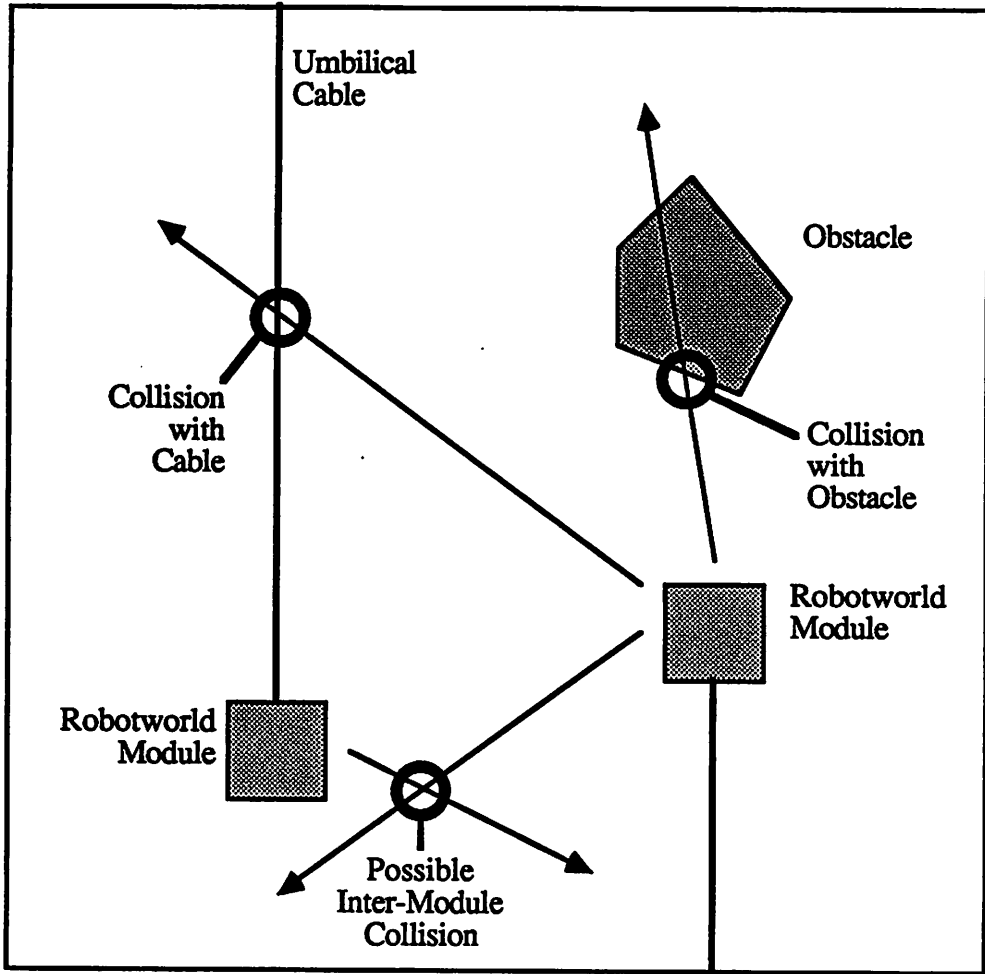 Umbilical
Cable
Obstacle
Collision
with
Cable
Collision
with
Obstacle
Robotworld
Module
Robotworld
Module
Possible
Inter-Module
Collision